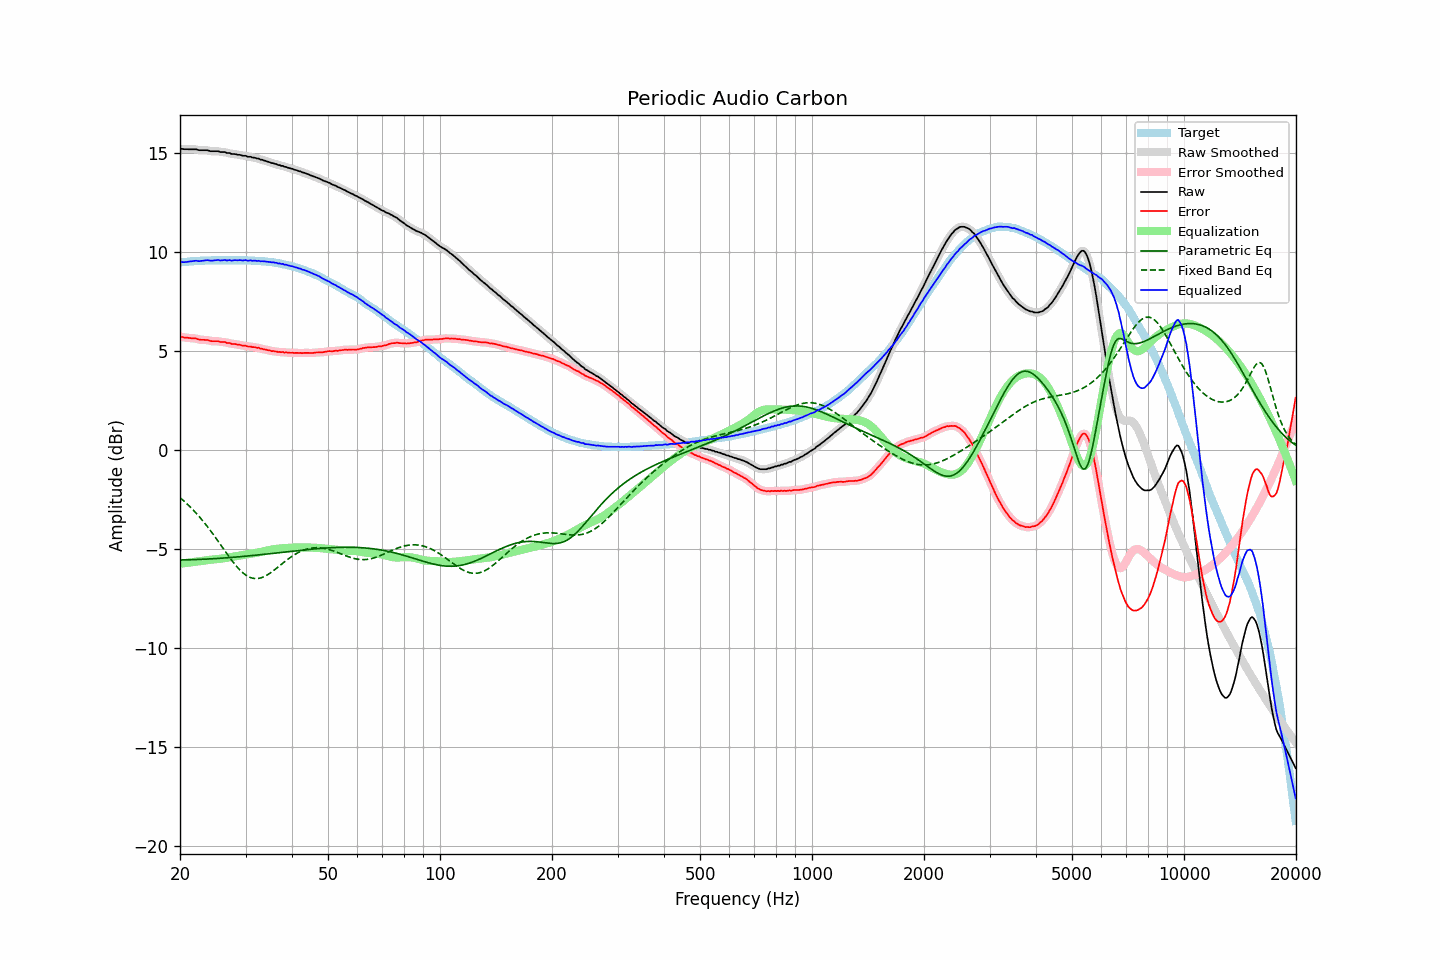 Periodic Audio Carbon
Amplitude (dBr)
15
10
5
0
−5
−10
−15
−20
Target
Raw Smoothed
Error Smoothed
Raw
Error
Equalization
Parametric Eq
Fixed Band Eq
Equalized
20 50 100 200 500 1000 2000 5000 10000 20000
Frequency (Hz)